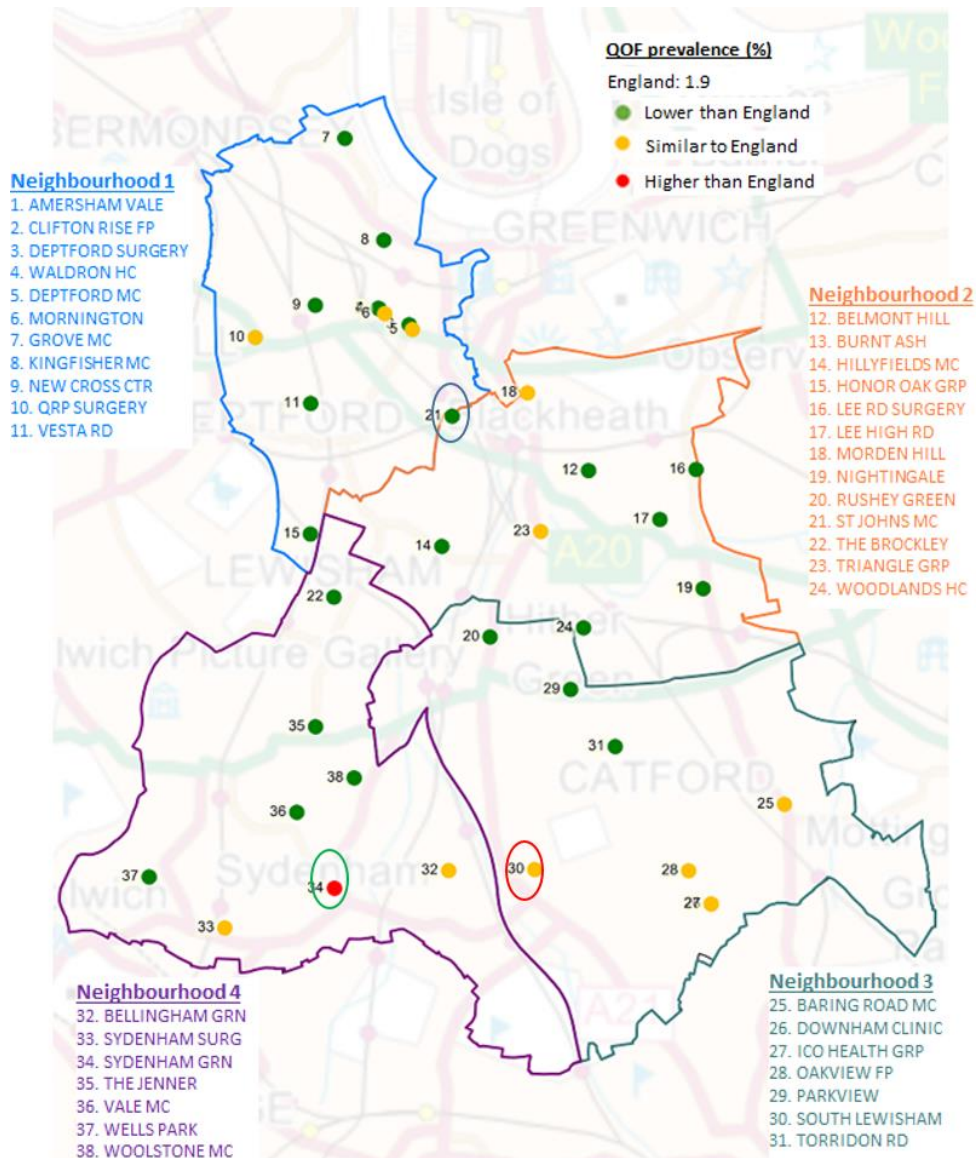 QOF prevalence (%)
England: 1.9
Lower than England
Similar to England
Higher than England
Isle of
Dogs
GREENWICH
7
Neighbourhood 1
1. AMERSHAM VALE
2. CLIFTON RISE FP
3. DEPTFORD SURGERY
4. WALDRON HC
5. DEPTFORD MC
6. MORNINGTON
7. GROVE MC
8. KINGFISHER MC
9. NEW CROSS CTR
10. QRP SURGERY
11. VESTA RD
8
9
6
5
10
Neighbourhood 2
12. BELMONT HILL
13. BURNT ASH
14. HILLYFIELDS MC
15. HONOR OAK GRP
16. LEE RD SURGERY
17. LEE HIGH RD
18. MORDEN HILL
19. NIGHTINGALE
20. RUSHEY GREEN
21. ST JOHNS MC
22. THE BROCKLEY
23. TRIANGLE GRP
24. WOODLANDS HC
18
11
21
12
16
17
15
14
23
A20
LEWISHAM
22
19
20
24
Hither
Green
lwich Picture Gallery
29
35
31
38
CATFORD
25
36
Sydenham
37
lwich
34
32
30
28
33
A21
Neighbourhood 4
32. BELLINGHAM GRN
33. SYDENHAM SURG
34. SYDENHAM GRN
35. THE JENNER
36. VALE MC
37. WELLS PARK
38. WOOLSTONE MC
Neighbourhood 3
25. BARING ROAD MC
26. DOWNHAM CLINIC
27. ICO HEALTH GRP
28. OAKVIEW FP
29. PARKVIEW
30. SOUTH LEWISHAM
31. TORRIDON RD